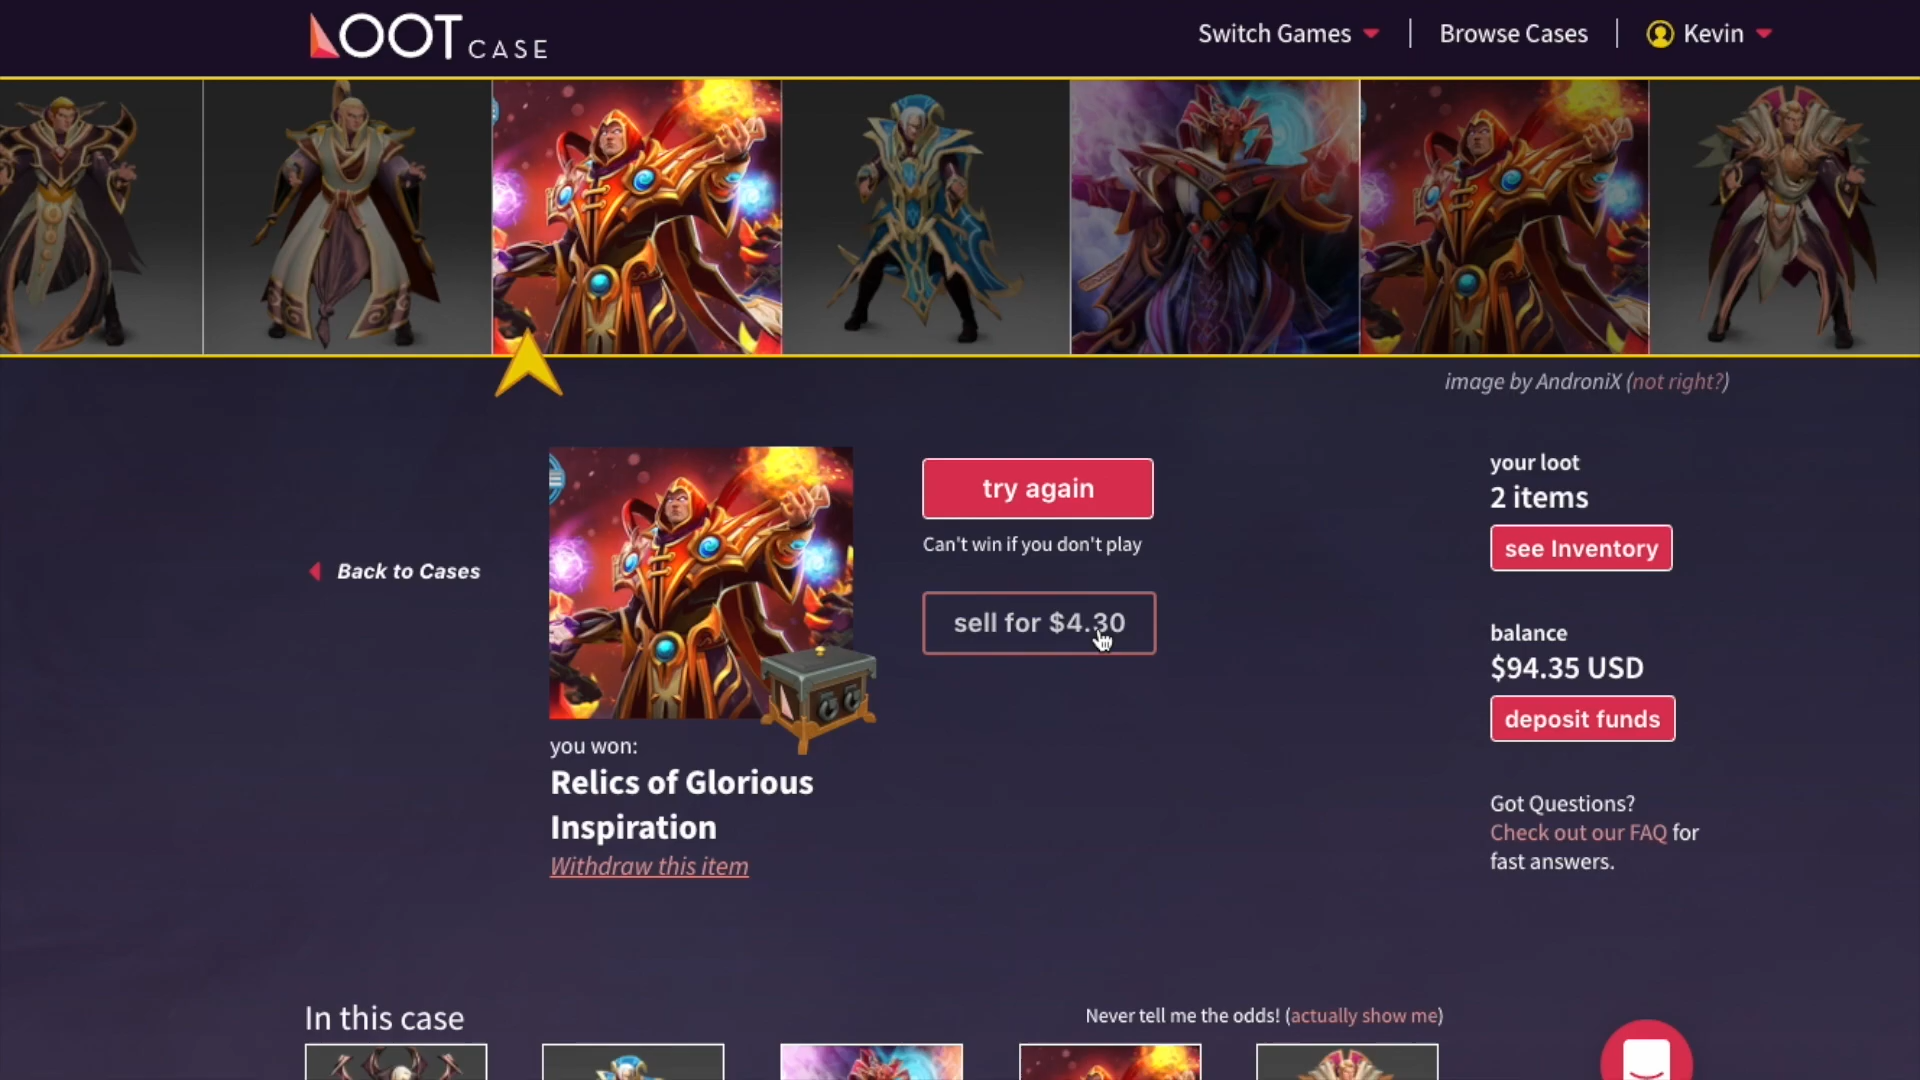 LOOT CASE
Switch Games
Browse Cases
Kevin
image by AndroniX (not right?)
Back to Cases
try again
Can't win if you don't play
sell for $4.30
you won:
Relics of Glorious
Inspiration
Withdraw this item
your loot
2 items
see Inventory
balance
$94.35 USD
deposit funds
Got Questions?
Check out our FAQ for
fast answers.
In this case
Never tell me the odds! (actually show me)